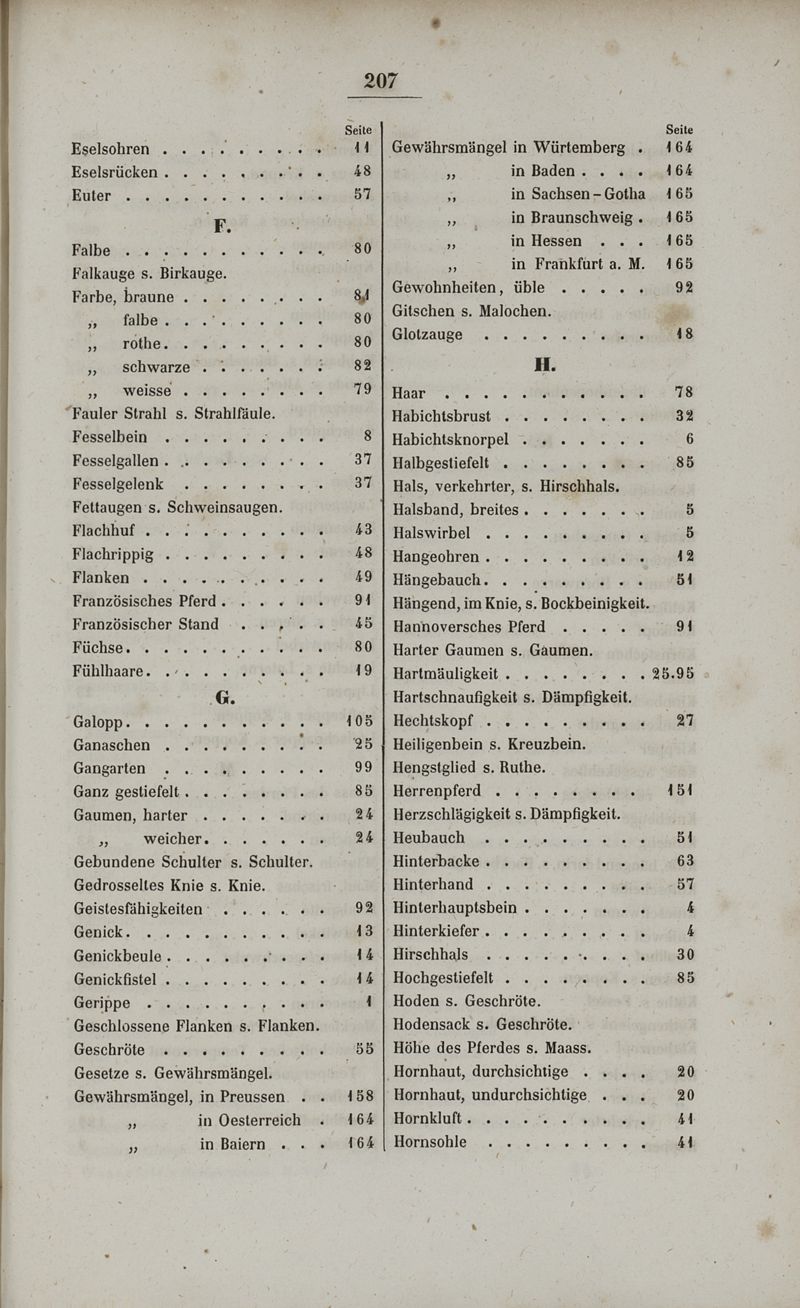 207
Seite
Eselsohren . . . . . . . . . . 11
Eselsrücken . . . . . . . . . 48
Euter . . . . . . . . . . . 57
F.
Falbe . . . . . . . . . . . 80
Falkauge s. Birkauge.
Farbe, braune . . . . . . . . 81
„ falbe . . . . . . . . . 80
„ rothe. . . . . . . . . 80
„ schwarze . . . . . . . 82
„ weisse . . . . . . . . 79
Fauler Strahl s. Strahlfäule.
Fesselbein . . . . . . . . . 8
Fesselgallen . . . . . . . . . 37
Fesselgelenk . . . . . . . . 37
Fettaugen s. Schweinsaugen.
Flachhuf . . . . . . . . . . 43
Flachrippig . . . . . . . . . 48
Flanken . . . . . . . . . . 49
Französisches Pferd . . . . . . 91
Französischer Stand . . . . . 45
Füchse. . . . . . . . . . . 80
Fühlhaare. . . . . . . . . . 19
G.
Galopp. . . . . . . . . . . 105
Ganaschen . . . . . . . . . 25
Gangarten . . . . . . . . . 99
Ganz gestiefelt . . . . . . . . 85
Gaumen, harter . . . . . . . 24
„ weicher. . . . . . . 24
Gebundene Schulter s. Schulter.
Gedrosseltes Knie s. Knie.
Geistesfähigkeiten . . . . . . 92
Genick. . . . . . . . . . . 13
Genickbeule . . . . . . . . . 14
Genickfistel . . . . . . . . . 14
Gerippe . . . . . . . . . . 1
Geschlossene Flanken s. Flanken.
Geschröte . . . . . . . . . 55
Gesetze s. Gewährsmängel.
Gewährsmängel, in Preussen . . 158
„ in Oesterreich . 164
„ in Baiern . . . 164
Seite
Gewährsmängel in Würtemberg . 164
„ in Baden . . . . 164
„ in Sachsen-Gotha 165
„ in Braunschweig . 165
„ in Hessen . . . 165
„ in Frankfurt a. M. 165
Gewohnheiten, üble . . . . . 92
Gitschen s. Malochen.
Glotzauge . . . . . . . . . 18
H.
Haar . . . . . . . . . . . 78
Habichtsbrust . . . . . . . . 32
Habichtsknorpel . . . . . . . 6
Halbgestiefelt . . . . . . . . 85
Hals, verkehrter, s. Hirschhals.
Halsband, breites . . . . . . . 5
Halswirbel . . . . . . . . . 5
Hangeohren . . . . . . . . . 12
Hängebauch. . . . . . . . . 51
Hängend, im Knie, s. Bockbeinigkeit.
Hannoversches Pferd . . . . . 91
Harter Gaumen s. Gaumen.
Hartmäuligkeit . . . . . . . . 25.95
Hartschnaufigkeit s. Dämpfigkeit.
Hechtskopf . . . . . . . . . 27
Heiligenbein s. Kreuzbein.
Hengstglied s. Ruthe.
Herrenpferd . . . . . . . . 151
Herzschlägigkeit s. Dämpfigkeit.
Heubauch . . . . . . . . . 51
Hinterbacke . . . . . . . . . 63
Hinterhand . . . . . . . . . 57
Hinterhauptsbein . . . . . . . 4
Hinterkiefer . . . . . . . . . 4
Hirschhals . . . . . . . . . 30
Hochgestiefelt . . . . . . . . 85
Hoden s. Geschröte.
Hodensack s. Geschröte.
Höhe des Pferdes s. Maass.
Hornhaut, durchsichtige . . . . 20
Hornhaut, undurchsichtige . . . 20
Hornkluft . . . . . . . . . . 41
Hornsohle . . . . . . . . . 41